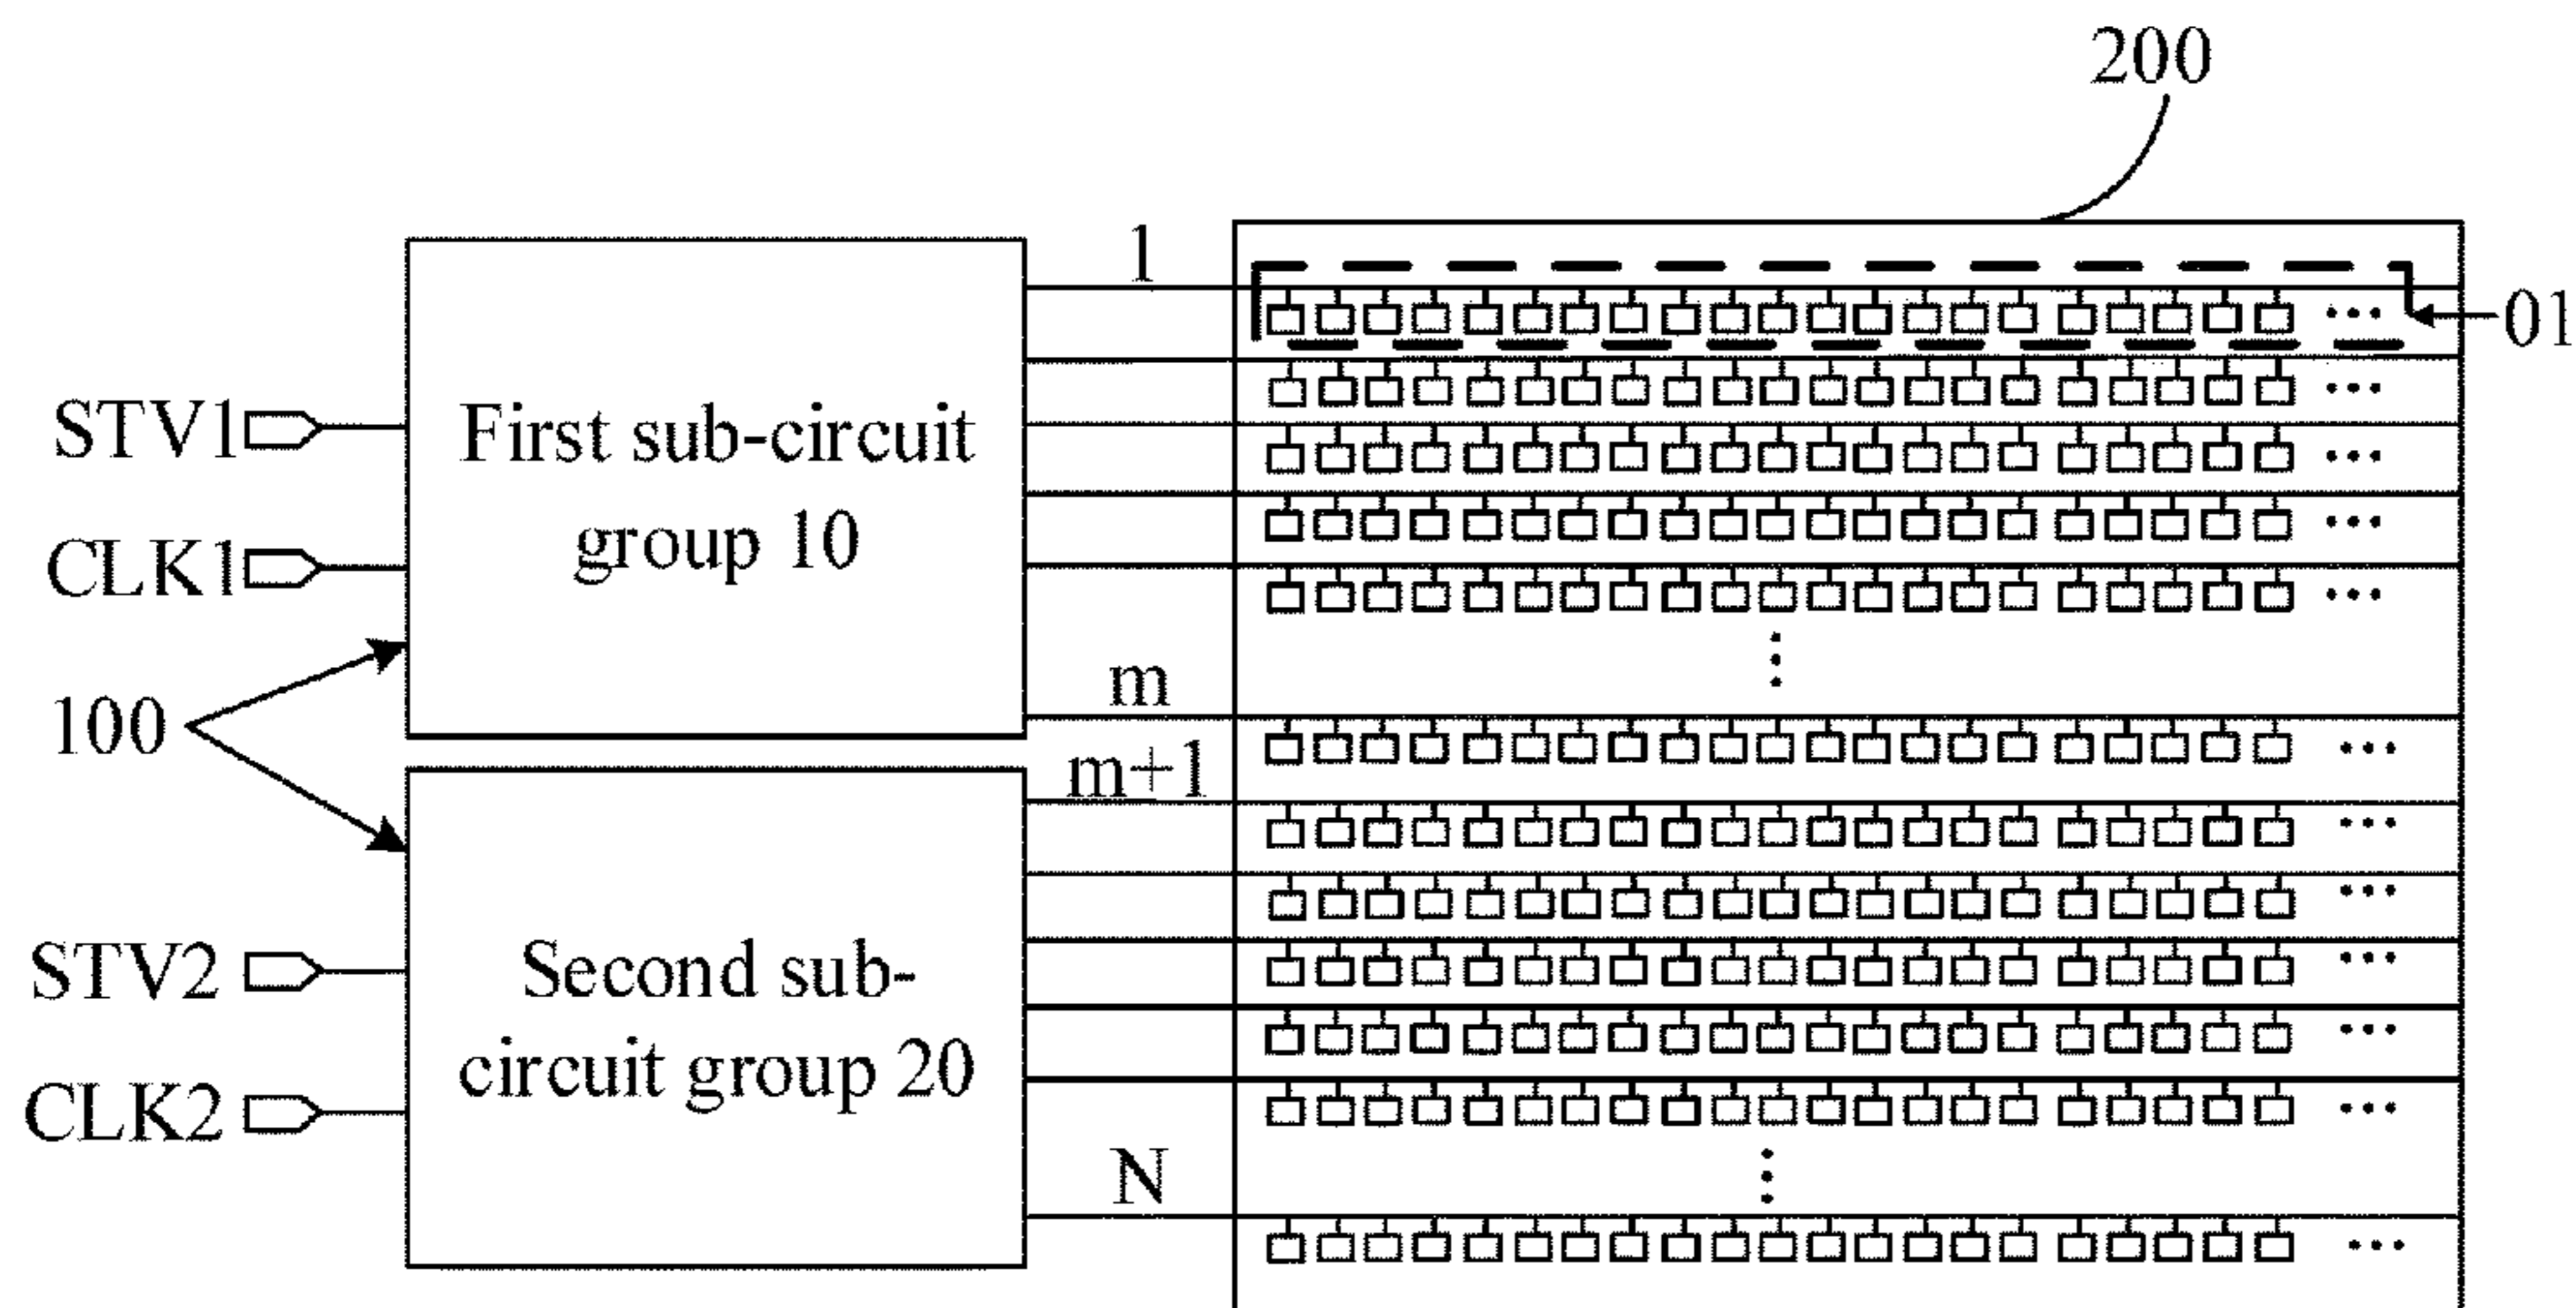 200
1
01
STV1
First sub-circuit
group 10
CLK1
m
100
m+1
STV2
Second sub-
circuit group 20
CLK2
N